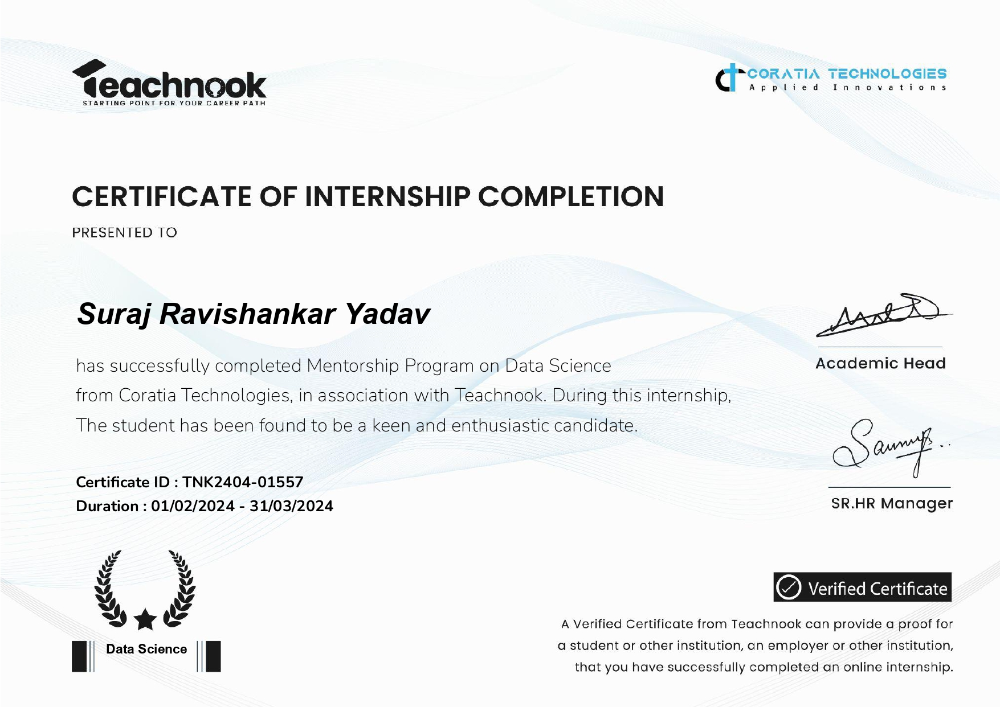 Teachnook
STARTING POINT FOR YOUR CAREER PATH
CORATIA TECHNOLOGIES
Applied Innovations
CERTIFICATE OF INTERNSHIP COMPLETION
PRESENTED TO
Suraj Ravishankar Yadav
has successfully completed Mentorship Program on Data Science
from Coratia Technologies, in association with Teachnook. During this internship,
The student has been found to be a keen and enthusiastic candidate.
Academic Head
SR.HR Manager
Certificate ID : TNK2404-01557
Duration : 01/02/2024 - 31/03/2024
Data Science
Verified Certificate
A Verified Certificate from Teachnook can provide a proof for
a student or other institution, an employer or other institution,
that you have successfully completed an online internship.